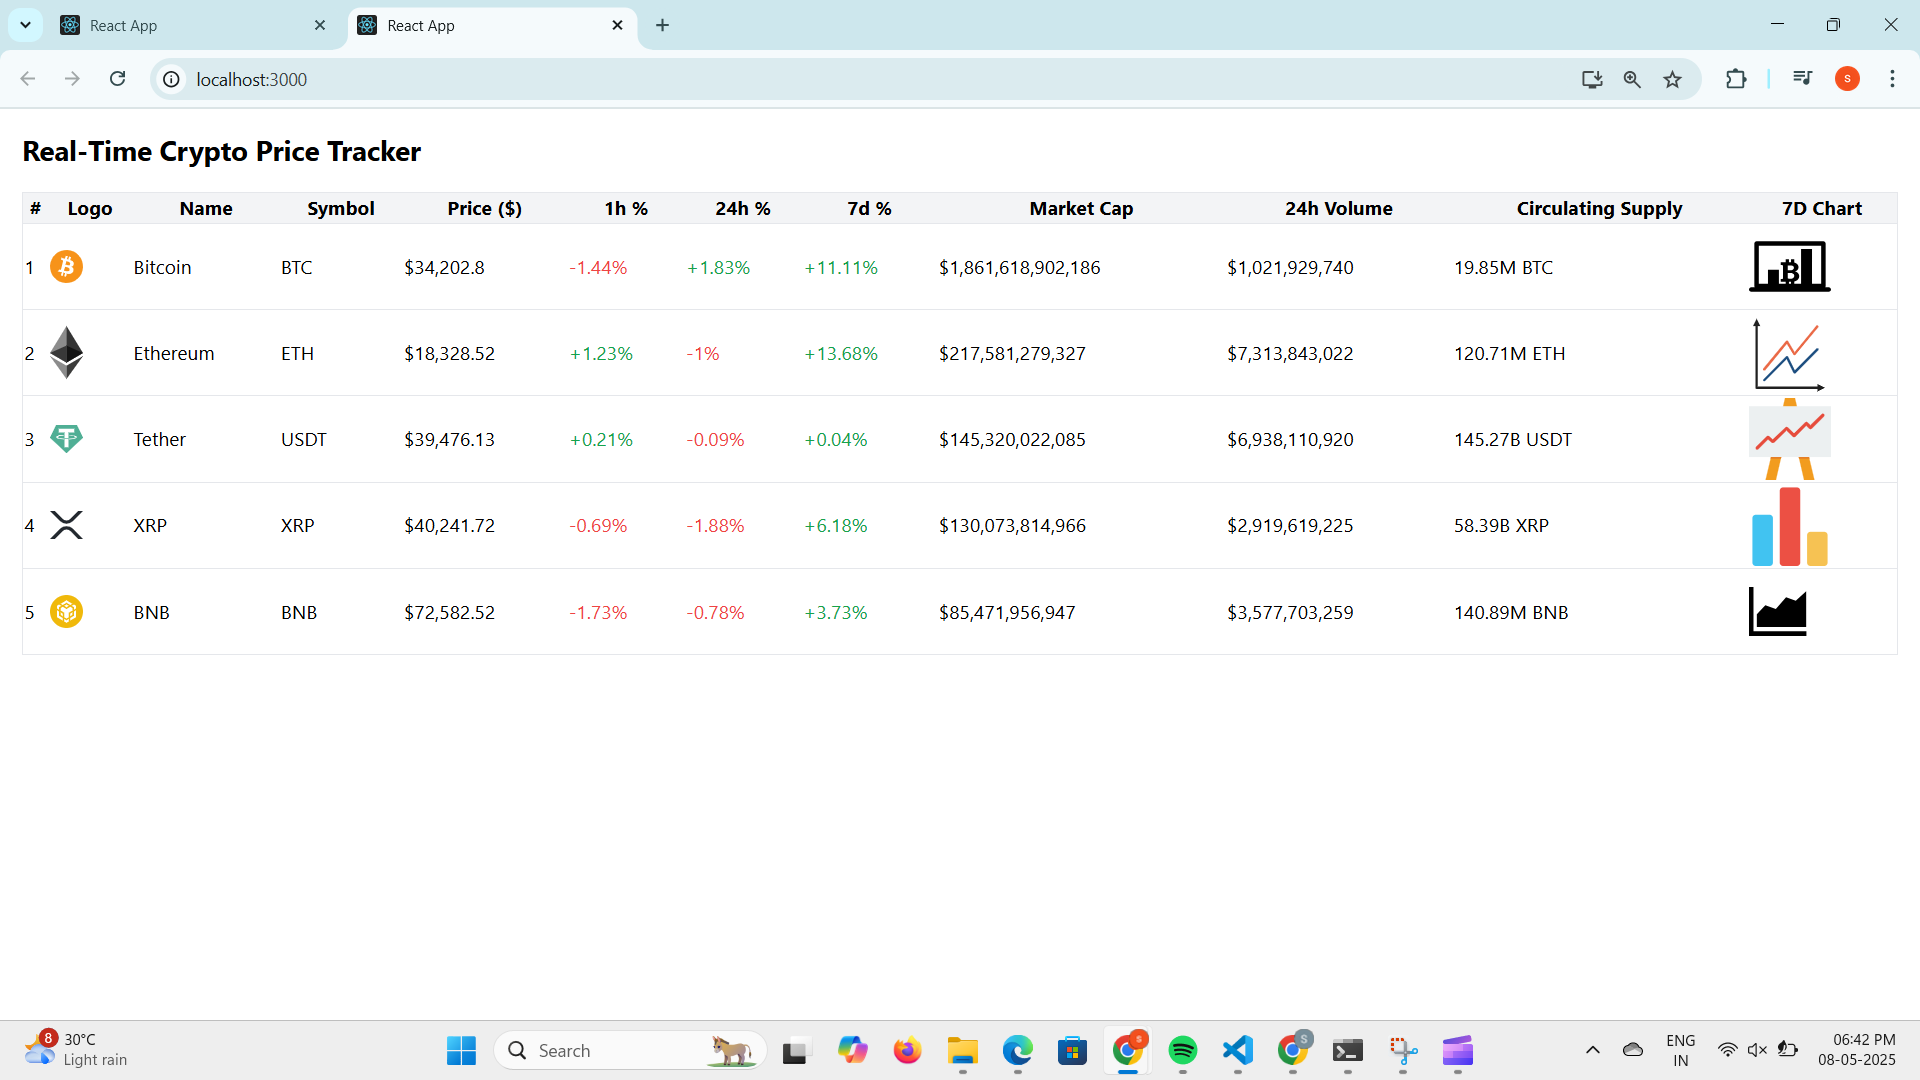 React App
React App
localhost:3000
S
Real-Time Crypto Price Tracker
# Logo Name Symbol Price ($) 1h % 24h % 7d % Market Cap 24h Volume Circulating Supply 7D Chart
1 Bitcoin BTC $34,202.8 -1.44% +1.83% +11.11% $1,861,618,902,186 $1,021,929,740 19.85M BTC
2 Ethereum ETH $18,328.52 +1.23% -1% +13.68% $217,581,279,327 $7,313,843,022 120.71M ETH
3 Tether USDT $39,476.13 +0.21% -0.09% +0.04% $145,320,022,085 $6,938,110,920 145.27B USDT
4 XRP XRP $40,241.72 -0.69% -1.88% +6.18% $130,073,814,966 $2,919,619,225 58.39B XRP
5 BNB BNB $72,582.52 -1.73% -0.78% +3.73% $85,471,956,947 $3,577,703,259 140.89M BNB
8 30°C
Light rain
Search
S
S
ENG
IN
06:42 PM
08-05-2025